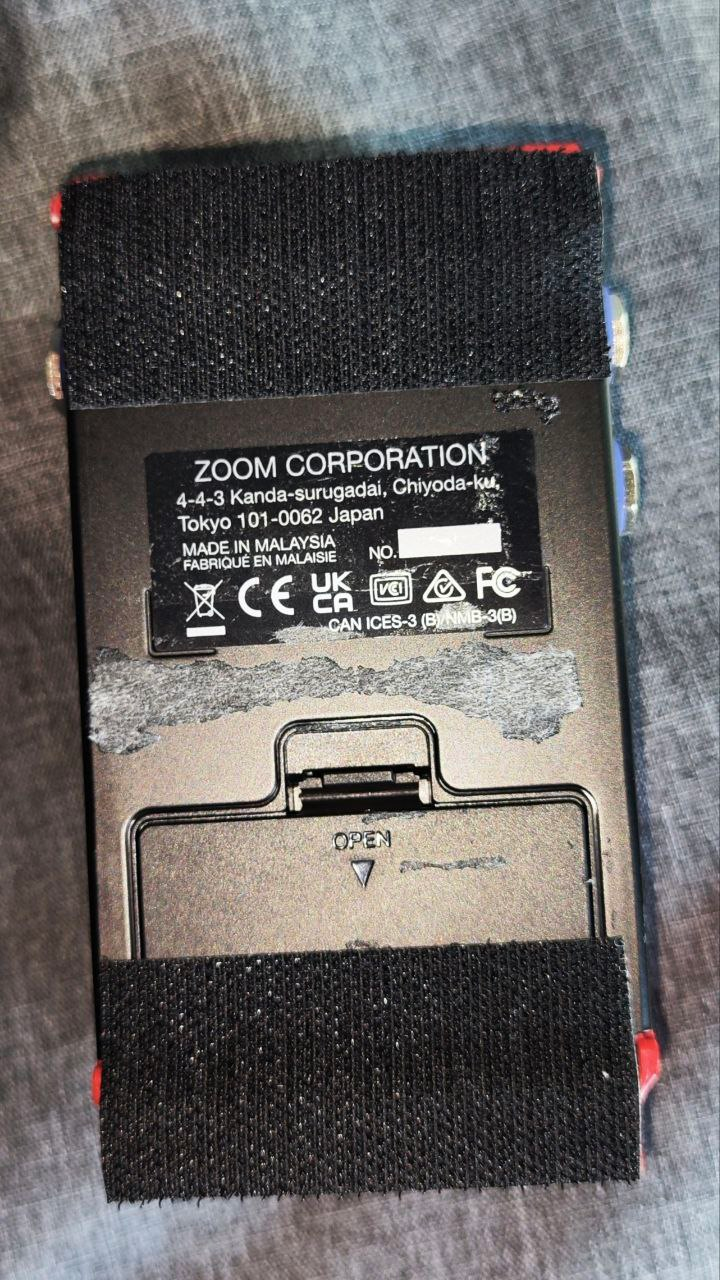 ZOOM CORPORATION
4-4-3 Kanda-surugadai, Chiyoda-ku,
Tokyo 101-0062 Japan
MADE IN MALAYSIA
FABRIQUÉ EN MALAISIE
NO.
CE UK CA VCI FC
CAN ICES-3 (B)/NMB-3(B)
OPEN